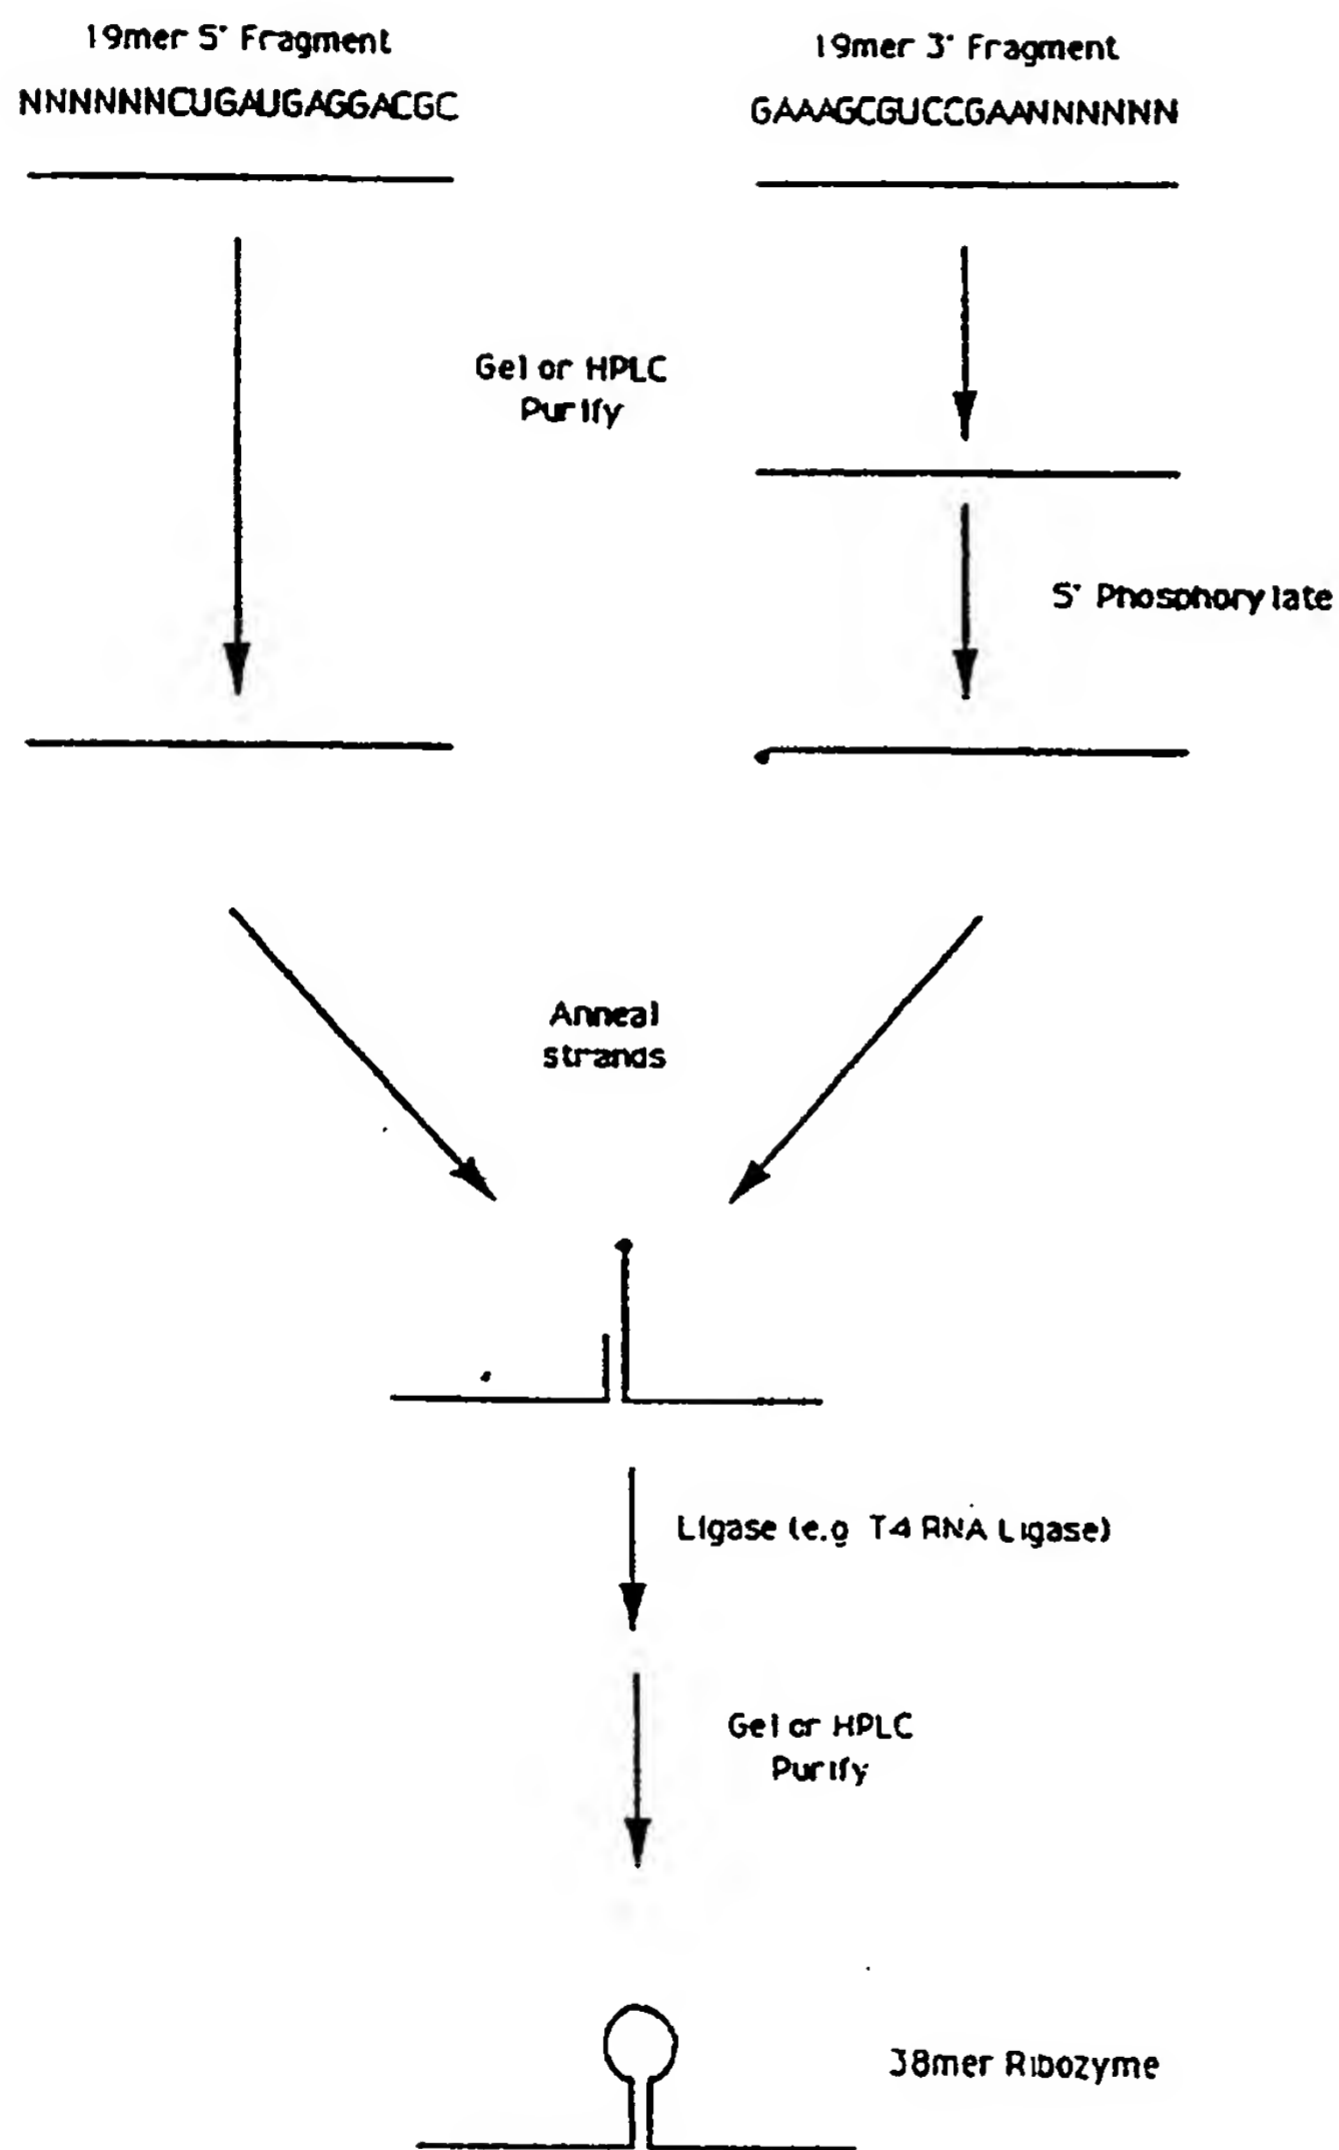 19mer 5' Fragment
NNNNNNCUGAUGAGGACGC
19mer 3' Fragment
GAAAGCGUCCGAANNNNNN
Gel or HPLC
Purify
5' Phosphorylate
Anneal
strands
Ligase (e.g T4 RNA Ligase)
Gel or HPLC
Purify
38mer Ribozyme